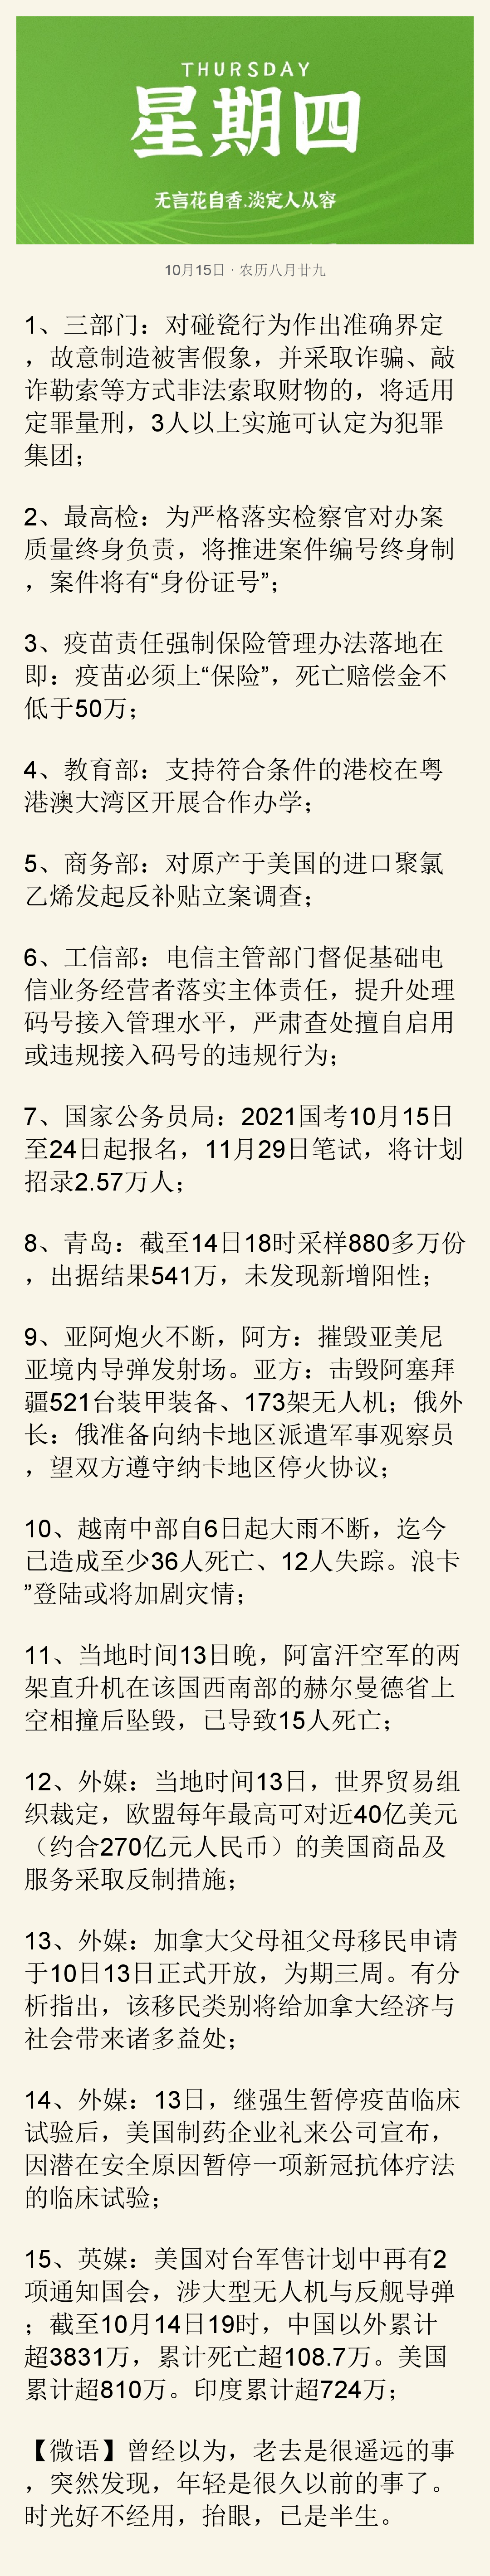 THURSDAY
星期四
无言花自香,淡定人从容
10月15日 · 农历八月廿九
1、三部门：对碰瓷行为作出准确界定
，故意制造被害假象，并采取诈骗、敲
诈勒索等方式非法索取财物的，将适用
定罪量刑，3人以上实施可认定为犯罪
集团；
2、最高检：为严格落实检察官对办案
质量终身负责，将推进案件编号终身制
，案件将有“身份证号”；
3、疫苗责任强制保险管理办法落地在
即：疫苗必须上“保险”，死亡赔偿金不
低于50万；
4、教育部：支持符合条件的港校在粤
港澳大湾区开展合作办学；
5、商务部：对原产于美国的进口聚氯
乙烯发起反补贴立案调查；
6、工信部：电信主管部门督促基础电
信业务经营者落实主体责任，提升处理
码号接入管理水平，严肃查处擅自启用
或违规接入码号的违规行为；
7、国家公务员局：2021国考10月15日
至24日起报名，11月29日笔试，将计划
招录2.57万人；
8、青岛：截至14日18时采样880多万份
，出据结果541万，未发现新增阳性；
9、亚阿炮火不断，阿方：摧毁亚美尼
亚境内导弹发射场。亚方：击毁阿塞拜
疆521台装甲装备、173架无人机；俄外
长：俄准备向纳卡地区派遣军事观察员
，望双方遵守纳卡地区停火协议；
10、越南中部自6日起大雨不断，迄今
已造成至少36人死亡、12人失踪。浪卡
”登陆或将加剧灾情；
11、当地时间13日晚，阿富汗空军的两
架直升机在该国西南部的赫尔曼德省上
空相撞后坠毁，已导致15人死亡；
12、外媒：当地时间13日，世界贸易组
织裁定，欧盟每年最高可对近40亿美元
（约合270亿元人民币）的美国商品及
服务采取反制措施；
13、外媒：加拿大父母祖父母移民申请
于10日13日正式开放，为期三周。有分
析指出，该移民类别将给加拿大经济与
社会带来诸多益处；
14、外媒：13日，继强生暂停疫苗临床
试验后，美国制药企业礼来公司宣布，
因潜在安全原因暂停一项新冠抗体疗法
的临床试验；
15、英媒：美国对台军售计划中再有2
项通知国会，涉大型无人机与反舰导弹
；截至10月14日19时，中国以外累计
超3831万，累计死亡超108.7万。美国
累计超810万。印度累计超724万；
【微语】曾经以为，老去是很遥远的事
，突然发现，年轻是很久以前的事了。
时光好不经用，抬眼，已是半生。